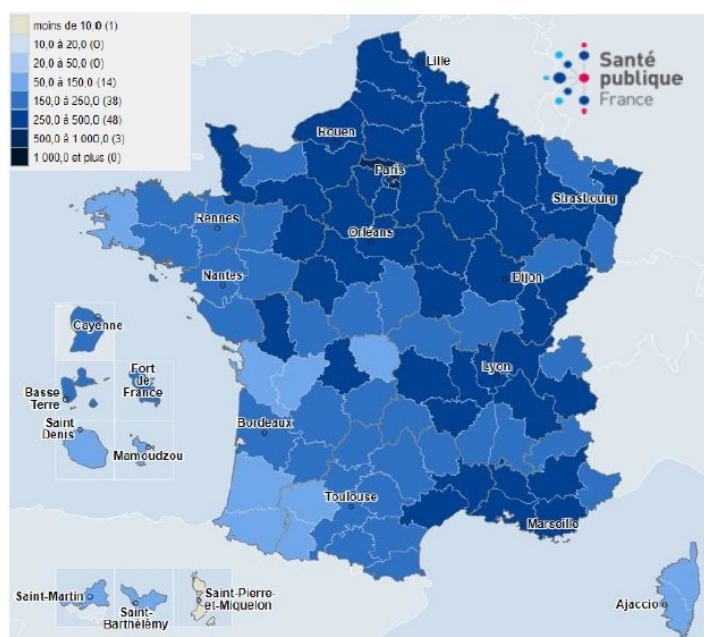 moins de 10,0 (1)
10,0 à 20,0 (0)
20,0 à 50,0 (0)
50,0 à 150,0 (14)
150,0 à 250,0 (38)
250,0 à 500,0 (48)
500,0 à 1 000,0 (3)
1 000,0 et plus (0)
Santé
publique
France
Lille
Rouen
Paris
Strasbourg
Rennes
Orléans
Nantes
Dijon
Cayenne
Lyon
Fort
de
France
Basse
Terre
Saint
Denis
Mamoudzou
Bordeaux
Toulouse
Marseille
Saint-Martin
Saint-
Barthélémy
Saint-Pierre-
et-Miquelon
Ajaccio